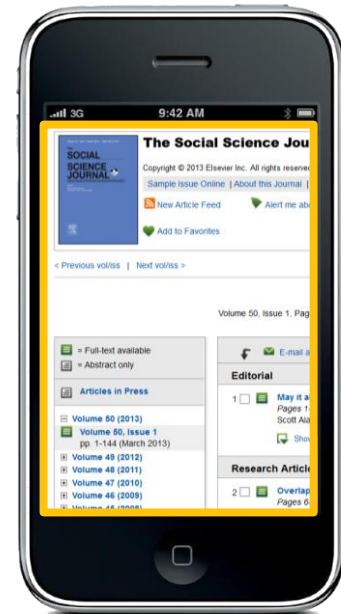 3G 9:42 AM
SOCIAL
SCIENCE
JOURNAL
The Social Science Jou
Copyright © 2013 Elsevier Inc. All rights reserve
Sample Issue Online | About this Journal |
New Article Feed
Alert me abo
Add to Favorites
< Previous vol/iss | Next vol/iss >
Volume 50, Issue 1, Pag
= Full-text available
= Abstract only
Articles in Press
Volume 50 (2013)
Volume 50, Issue 1
pp. 1-144 (March 2013)
Volume 49 (2012)
Volume 48 (2011)
Volume 47 (2010)
Volume 46 (2009)
E-mail a
Editorial
1 May it a
Pages 1-
Scott Ala
Sho
Research Article
2 Overlap
Pages 6-